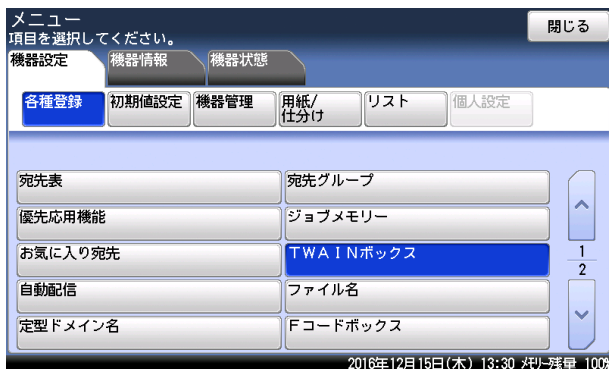 メニュー
項目を選択してください。
閉じる
機器設定
機器情報
機器状態
各種登録
初期値設定
機器管理
用紙/
仕分け
リスト
個人設定
宛先表
宛先グループ
優先応用機能
ジョブメモリー
お気に入り宛先
ＴＷＡＩＮボックス
1
2
自動配信
ファイル名
定型ドメイン名
Ｆコードボックス
2016年12月15日(木) 13:30 ﾒﾓﾘｰ残量 100%